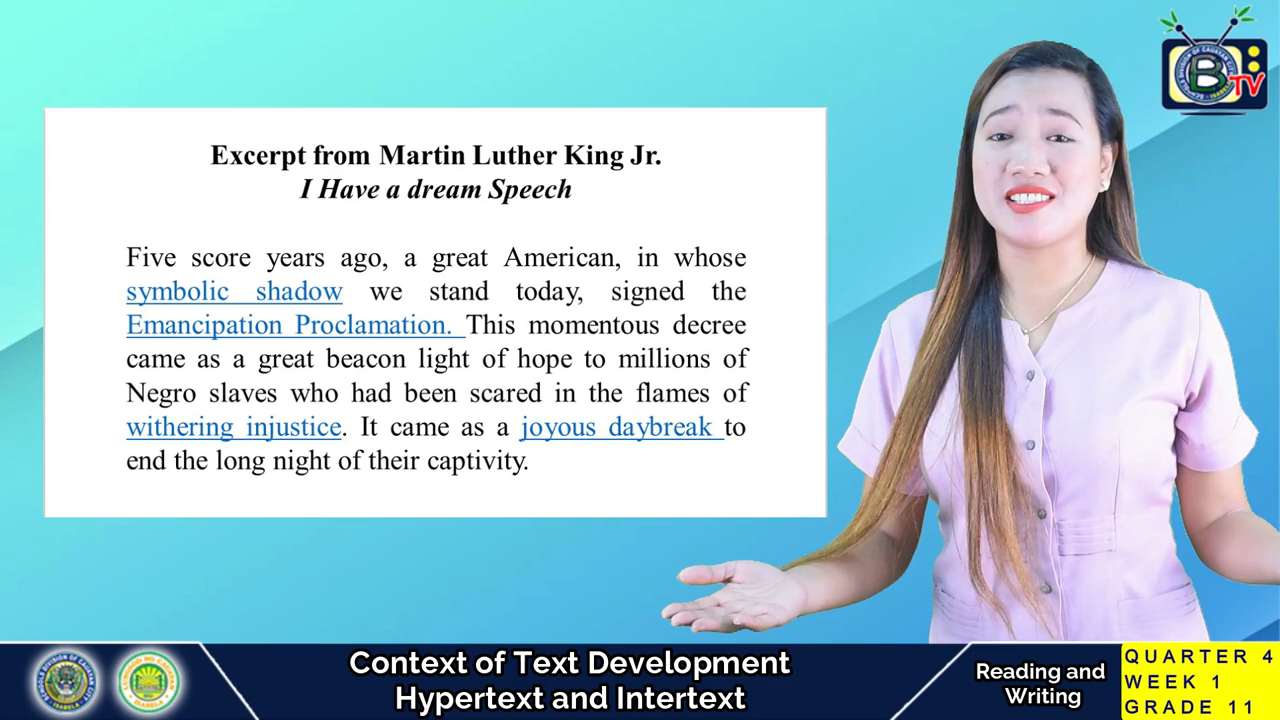 Excerpt from Martin Luther King Jr.
I Have a dream Speech
Five score years ago, a great American, in whose
symbolic shadow we stand today, signed the
Emancipation Proclamation. This momentous decree
came as a great beacon light of hope to millions of
Negro slaves who had been scared in the flames of
withering injustice. It came as a joyous daybreak to
end the long night of their captivity.
B TV
Context of Text Development
Hypertext and Intertext
Reading and
Writing
QUARTER 4
WEEK 1
GRADE 11